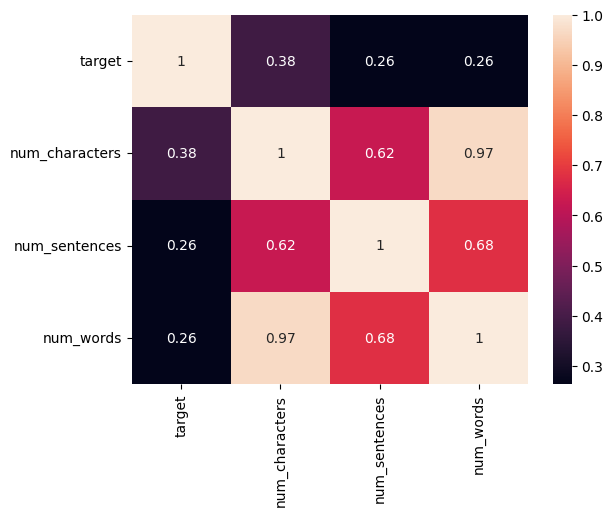 target 1 0.38 0.26 0.26
num_characters 0.38 1 0.62 0.97
num_sentences 0.26 0.62 1 0.68
num_words 0.26 0.97 0.68 1
target num_characters num_sentences num_words
1.0
0.9
0.8
0.7
0.6
0.5
0.4
0.3